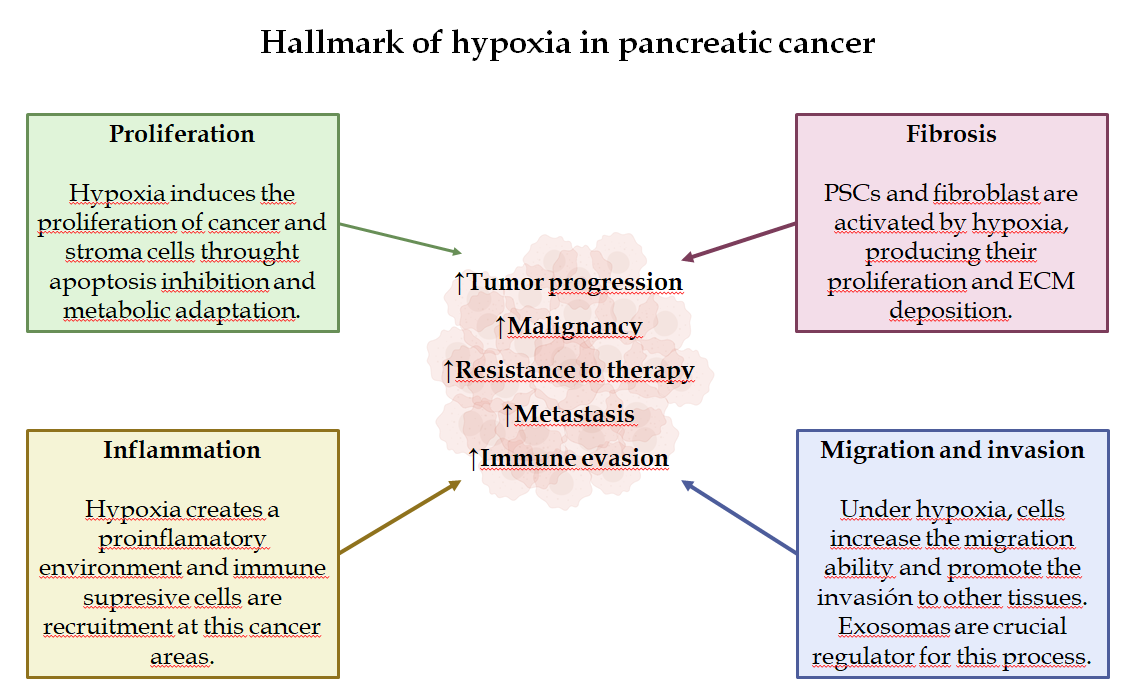 Hallmark of hypoxia in pancreatic cancer
Proliferation
Hypoxia induces the
proliferation of cancer and
stroma cells throught
apoptosis inhibition and
metabolic adaptation.
Fibrosis
PSCs and fibroblast are
activated by hypoxia,
producing their
proliferation and ECM
deposition.
↑Tumor progression
↑Malignancy
↑Resistance to therapy
↑Metastasis
↑Immune evasion
Inflammation
Hypoxia creates a
proinflamatory
environment and immune
supresive cells are
recruitment at this cancer
areas.
Migration and invasion
Under hypoxia, cells
increase the migration
ability and promote the
invasión to other tissues.
Exosomas are crucial
regulator for this process.